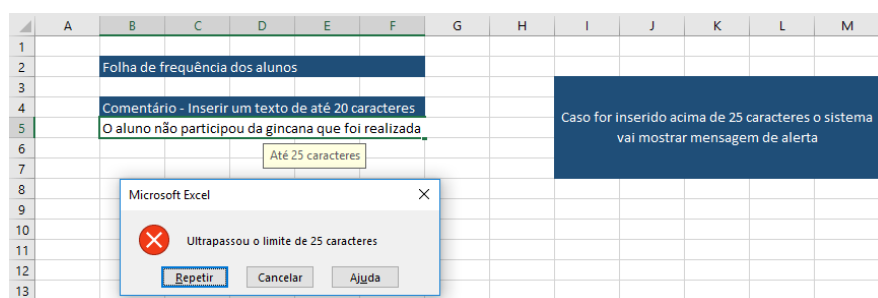 A B C D E F G H I J K L M
1
2 Folha de frequência dos alunos
3
4 Comentário - Inserir um texto de até 20 caracteres
5 O aluno não participou da gincana que foi realizada
Caso for inserido acima de 25 caracteres o sistema
vai mostrar mensagem de alerta
6
Até 25 caracteres
7
8
Microsoft Excel
9
10
Ultrapassou o limite de 25 caracteres
11
12
Repetir Cancelar Ajuda
13